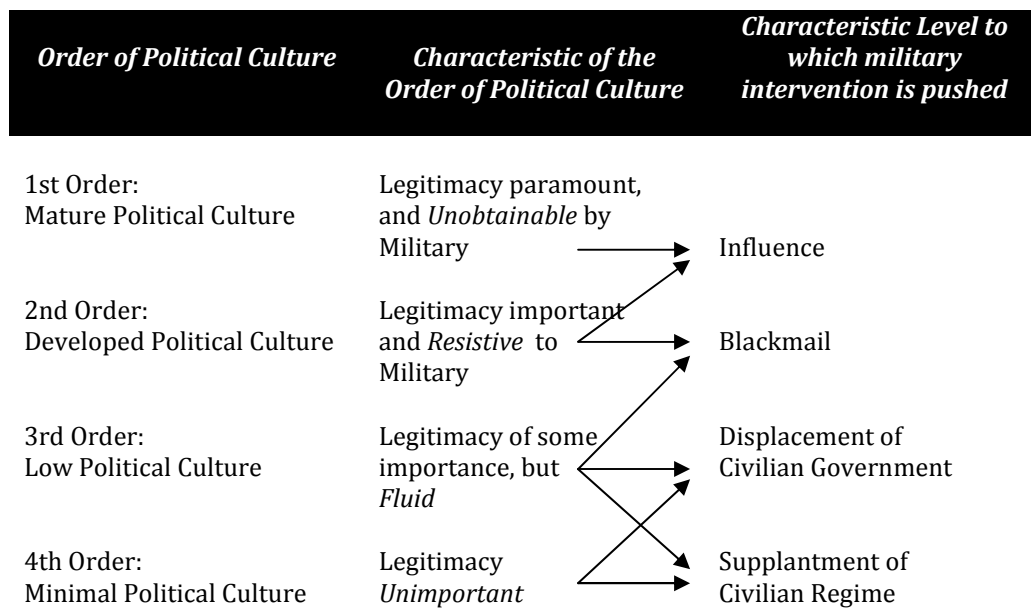 Order of Political Culture
Characteristic of the
Order of Political Culture
Characteristic Level to
which military
intervention is pushed
1st Order:
Mature Political Culture
Legitimacy paramount,
and Unobtainable by
Military
Influence
2nd Order:
Developed Political Culture
Legitimacy important
and Resistive to
Military
Blackmail
3rd Order:
Low Political Culture
Legitimacy of some
importance, but
Fluid
Displacement of
Civilian Government
4th Order:
Minimal Political Culture
Legitimacy
Unimportant
Supplantment of
Civilian Regime